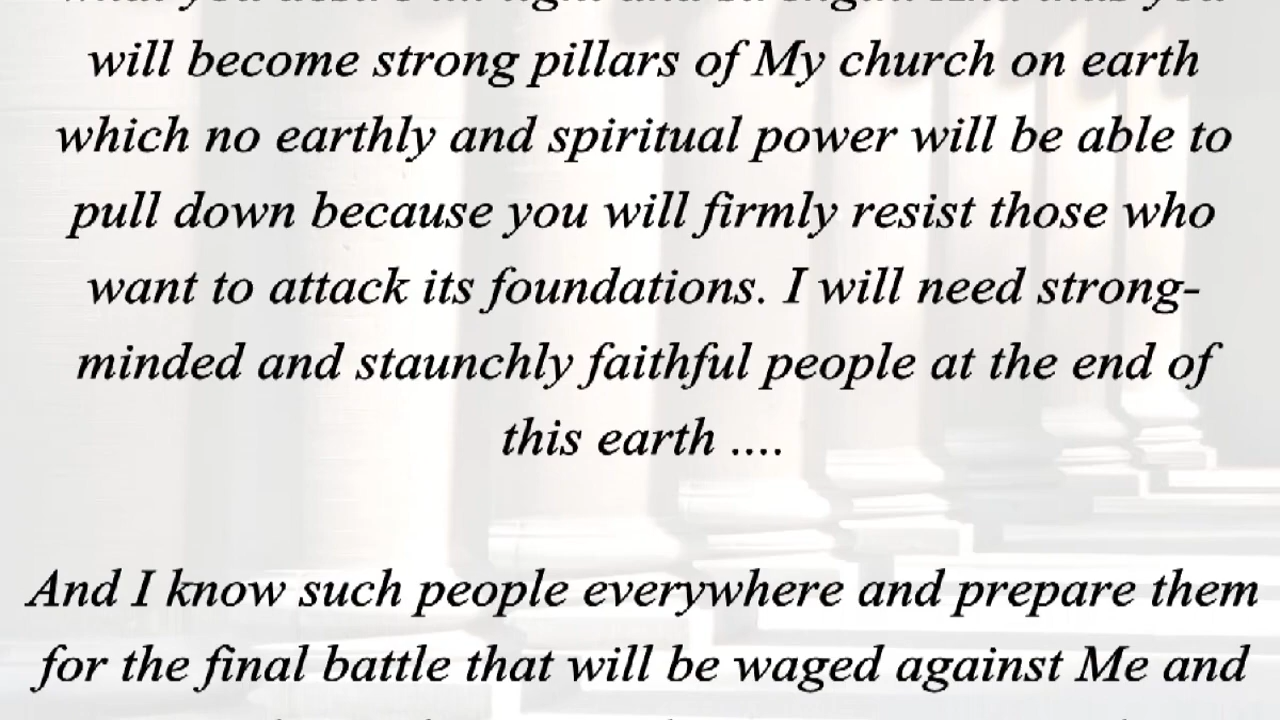 will become strong pillars of My church on earth
which no earthly and spiritual power will be able to
pull down because you will firmly resist those who
want to attack its foundations. I will need strong-
minded and staunchly faithful people at the end of
this earth ....
And I know such people everywhere and prepare them
for the final battle that will be waged against Me and